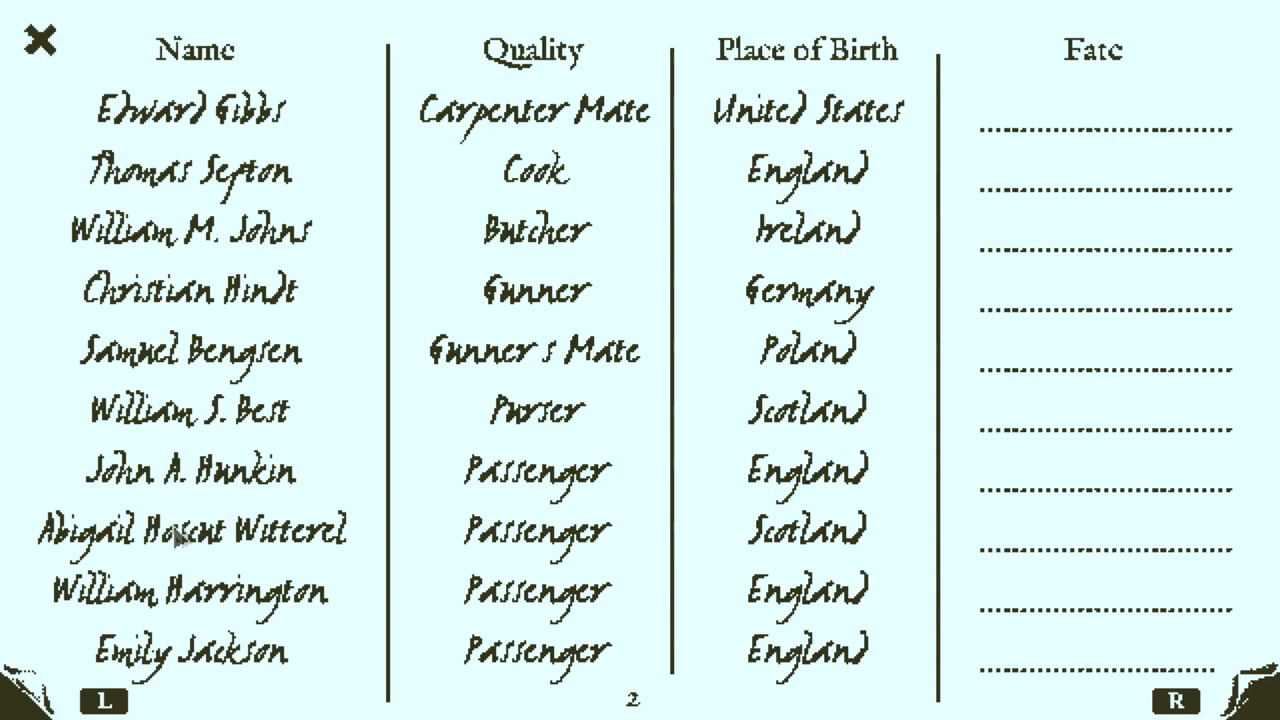 Name Quality Place of Birth Fate
Edward Gibbs Carpenter Mate United States
Thomas Sefton Cook England
William M. Johns Butcher Ireland
Christian Hindt Gunner Germany
Samuel Bengsen Gunner's Mate Poland
William S. Best Purser Scotland
John A. Hunkin Passenger England
Abigail Witterel Passenger Scotland
William Harrington Passenger England
Emily Jackson Passenger England
L 2 R